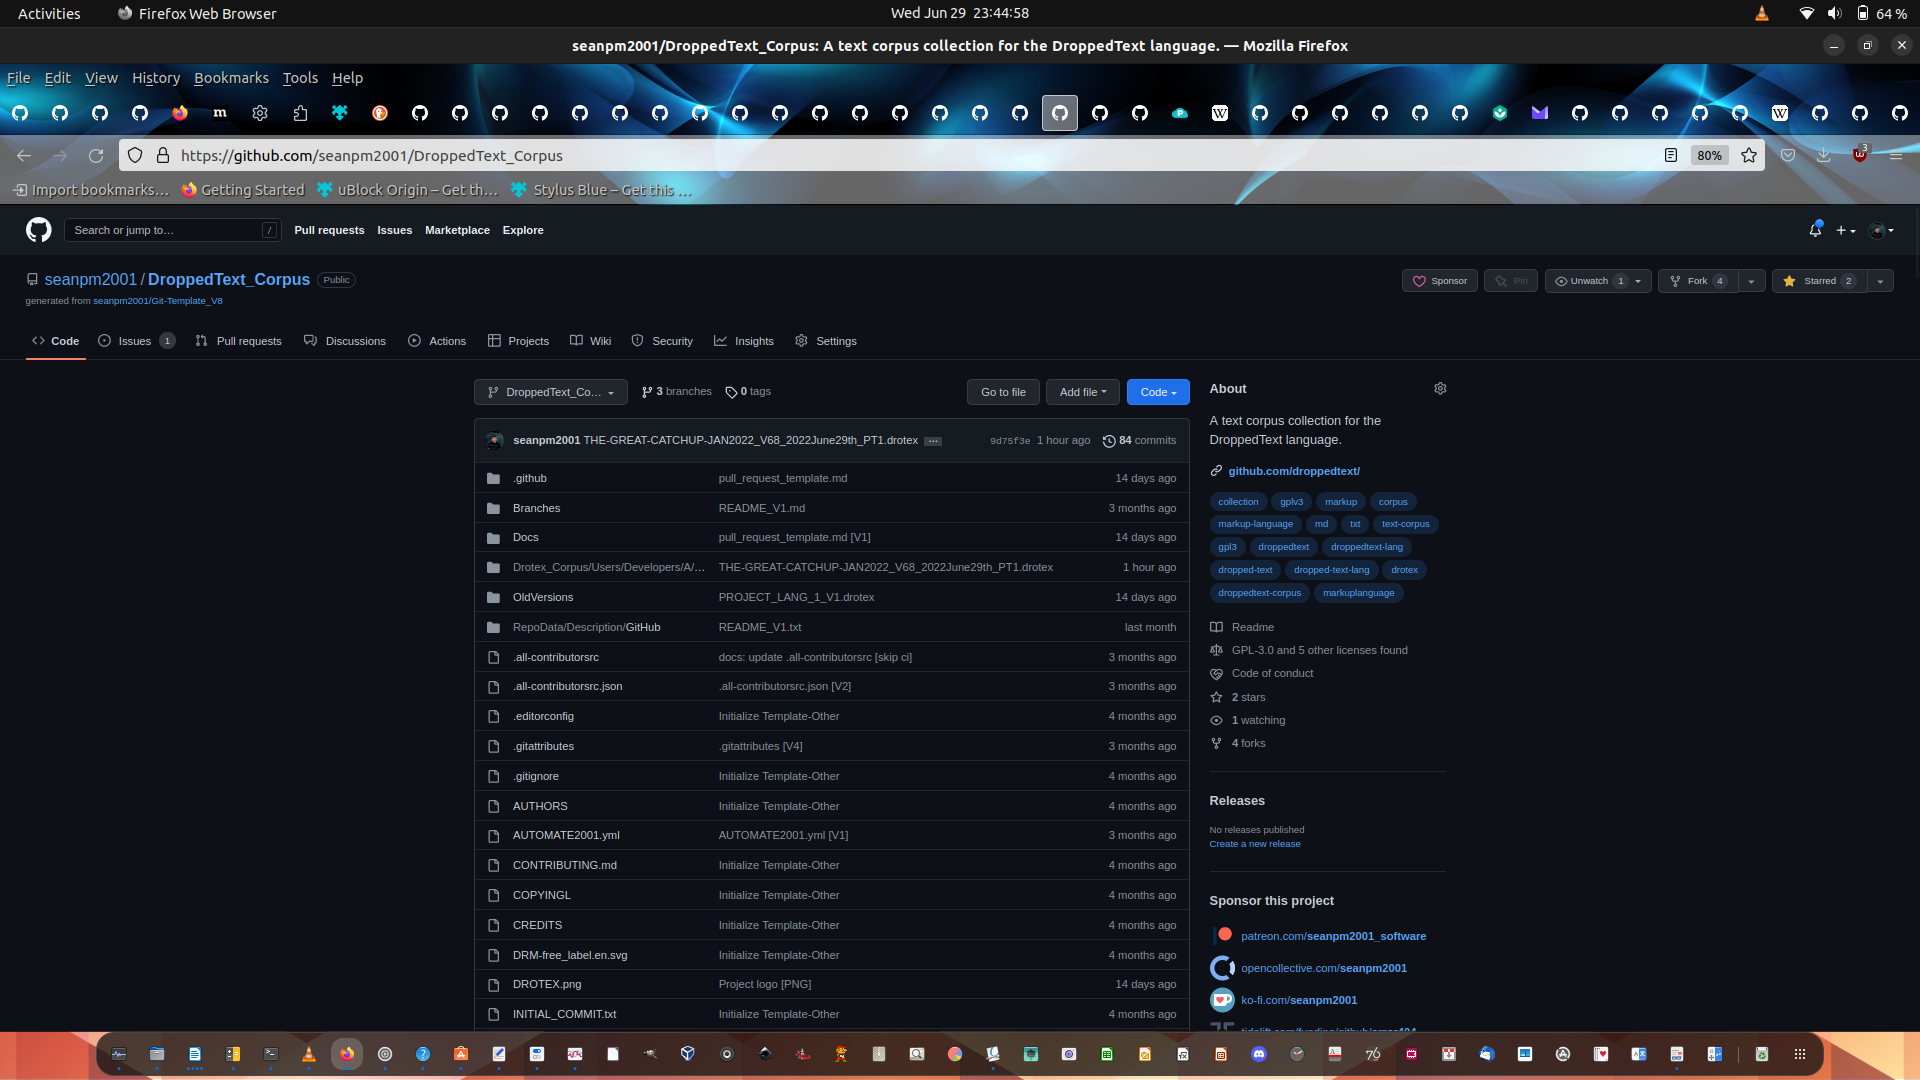 Activities
Firefox Web Browser
Wed Jun 29 23:44:58
64 %
seanpm2001/DroppedText_Corpus: A text corpus collection for the DroppedText language. — Mozilla Firefox
File Edit View History Bookmarks Tools Help
https://github.com/seanpm2001/DroppedText_Corpus
80%
3
Import bookmarks…
Getting Started
uBlock Origin – Get th…
Stylus Blue – Get this …
Search or jump to…
/
Pull requests Issues Marketplace Explore
seanpm2001 / DroppedText_Corpus
Public
generated from seanpm2001/Git-Template_V8
Sponsor
Pin
Unwatch 1
Fork 4
Starred 2
Code
Issues 1
Pull requests
Discussions
Actions
Projects
Wiki
Security
Insights
Settings
DroppedText_Co…
3 branches
0 tags
Go to file
Add file
Code
seanpm2001 THE-GREAT-CATCHUP-JAN2022_V68_2022June29th_PT1.drotex …
9d75f3e 1 hour ago
84 commits
.github pull_request_template.md 14 days ago
Branches README_V1.md 3 months ago
Docs pull_request_template.md [V1] 14 days ago
Drotex_Corpus/Users/Developers/A/… THE-GREAT-CATCHUP-JAN2022_V68_2022June29th_PT1.drotex 1 hour ago
OldVersions PROJECT_LANG_1_V1.drotex 14 days ago
RepoData/Description/GitHub README_V1.txt last month
.all-contributorsrc docs: update .all-contributorsrc [skip ci] 3 months ago
.all-contributorsrc.json .all-contributorsrc.json [V2] 3 months ago
.editorconfig Initialize Template-Other 4 months ago
.gitattributes .gitattributes [V4] 3 months ago
.gitignore Initialize Template-Other 4 months ago
AUTHORS Initialize Template-Other 4 months ago
AUTOMATE2001.yml AUTOMATE2001.yml [V1] 3 months ago
CONTRIBUTING.md Initialize Template-Other 4 months ago
COPYINGL Initialize Template-Other 4 months ago
CREDITS Initialize Template-Other 4 months ago
DRM-free_label.en.svg Initialize Template-Other 4 months ago
DROTEX.png Project logo [PNG] 14 days ago
INITIAL_COMMIT.txt Initialize Template-Other 4 months ago
About
A text corpus collection for the
DroppedText language.
github.com/droppedtext/
collection gplv3 markup corpus
markup-language md txt text-corpus
gpl3 droppedtext droppedtext-lang
dropped-text dropped-text-lang drotex
droppedtext-corpus markuplanguage
Readme
GPL-3.0 and 5 other licenses found
Code of conduct
2 stars
1 watching
4 forks
Releases
No releases published
Create a new release
Sponsor this project
patreon.com/seanpm2001_software
opencollective.com/seanpm2001
ko-fi.com/seanpm2001